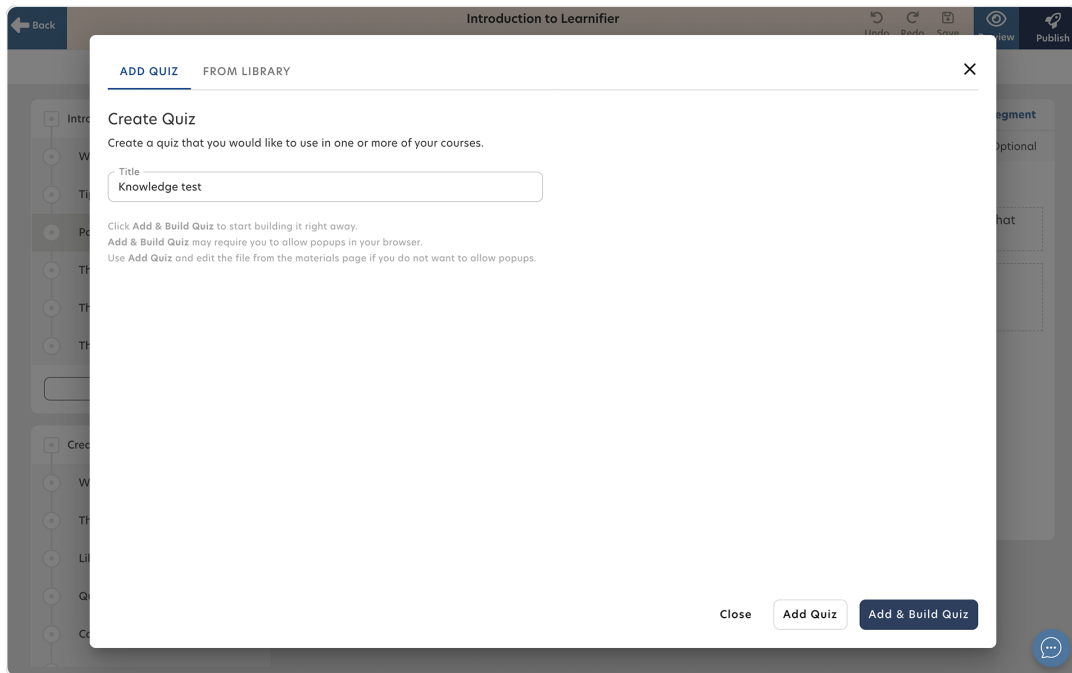 Back
Introduction to Learnifier
Undo Redo Save
Publish
ADD QUIZ FROM LIBRARY
Create Quiz
Create a quiz that you would like to use in one or more of your courses.
Title
Knowledge test
Click Add & Build Quiz to start building it right away.
Add & Build Quiz may require you to allow popups in your browser.
Use Add Quiz and edit the file from the materials page if you do not want to allow popups.
Close Add Quiz Add & Build Quiz
Optional